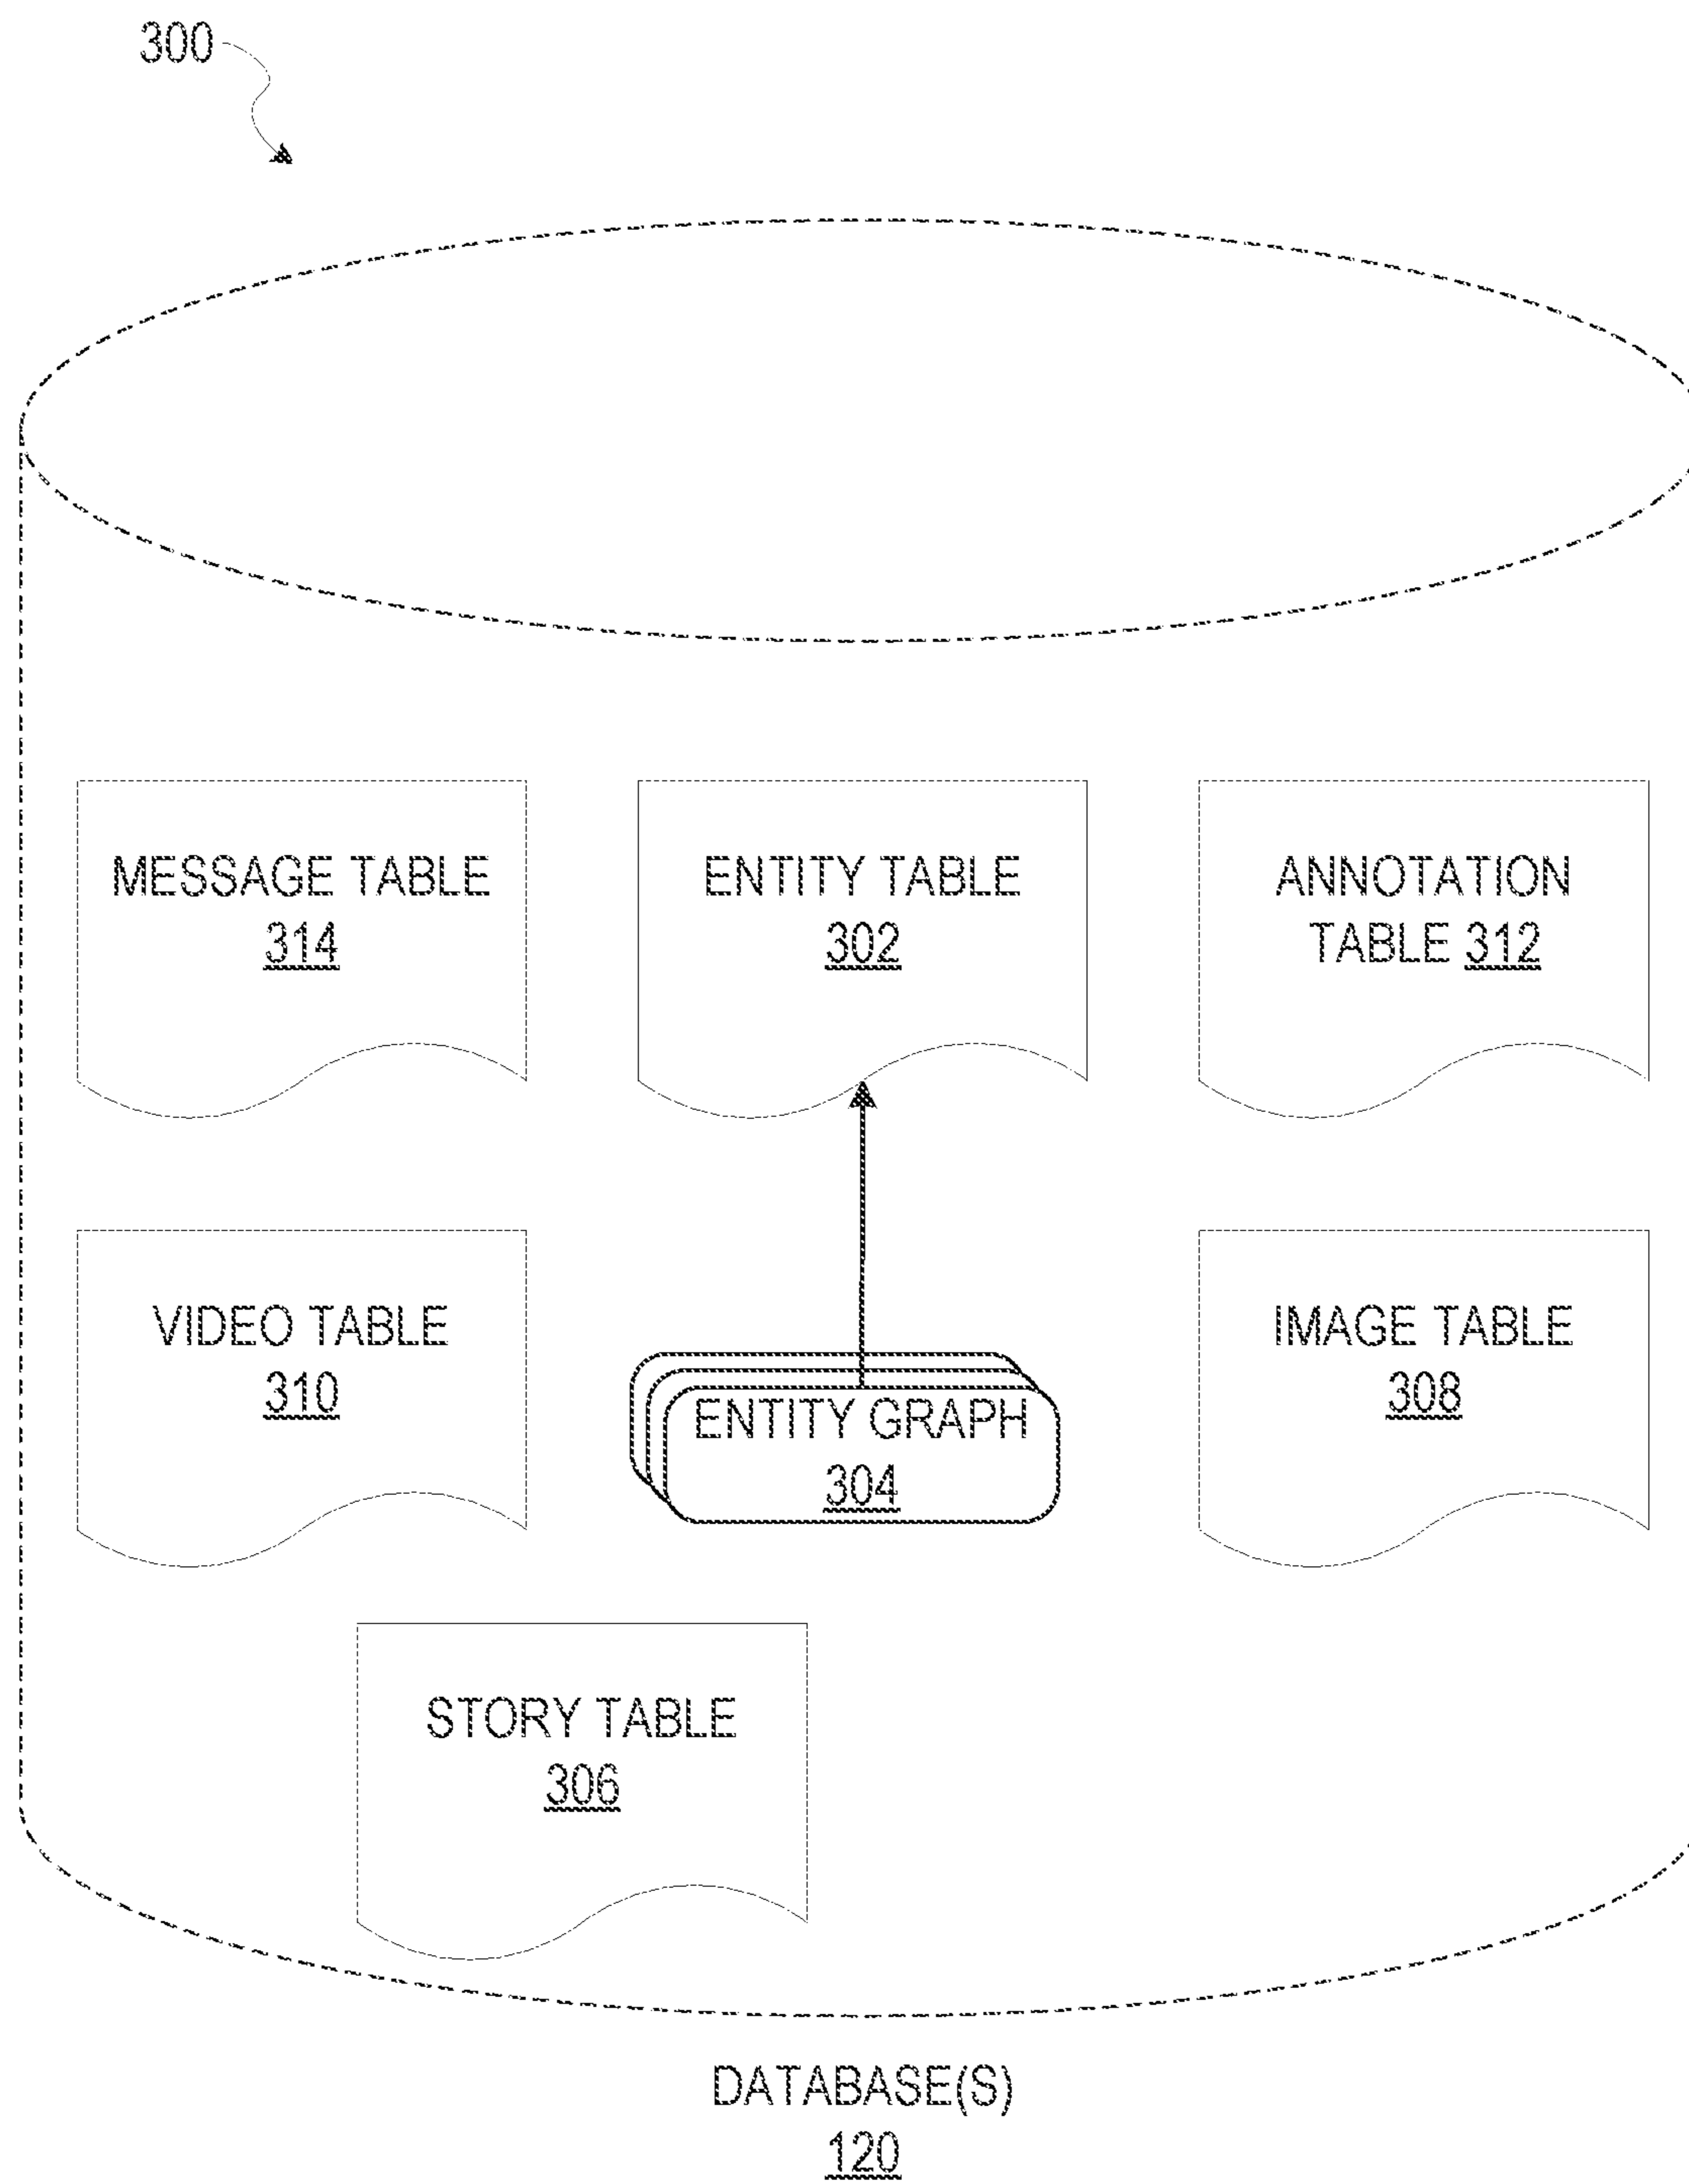 300
MESSAGE TABLE
314
ENTITY TABLE
302
ANNOTATION
TABLE 312
VIDEO TABLE
310
ENTITY GRAPH
304
IMAGE TABLE
308
STORY TABLE
306
DATABASE(S)
120